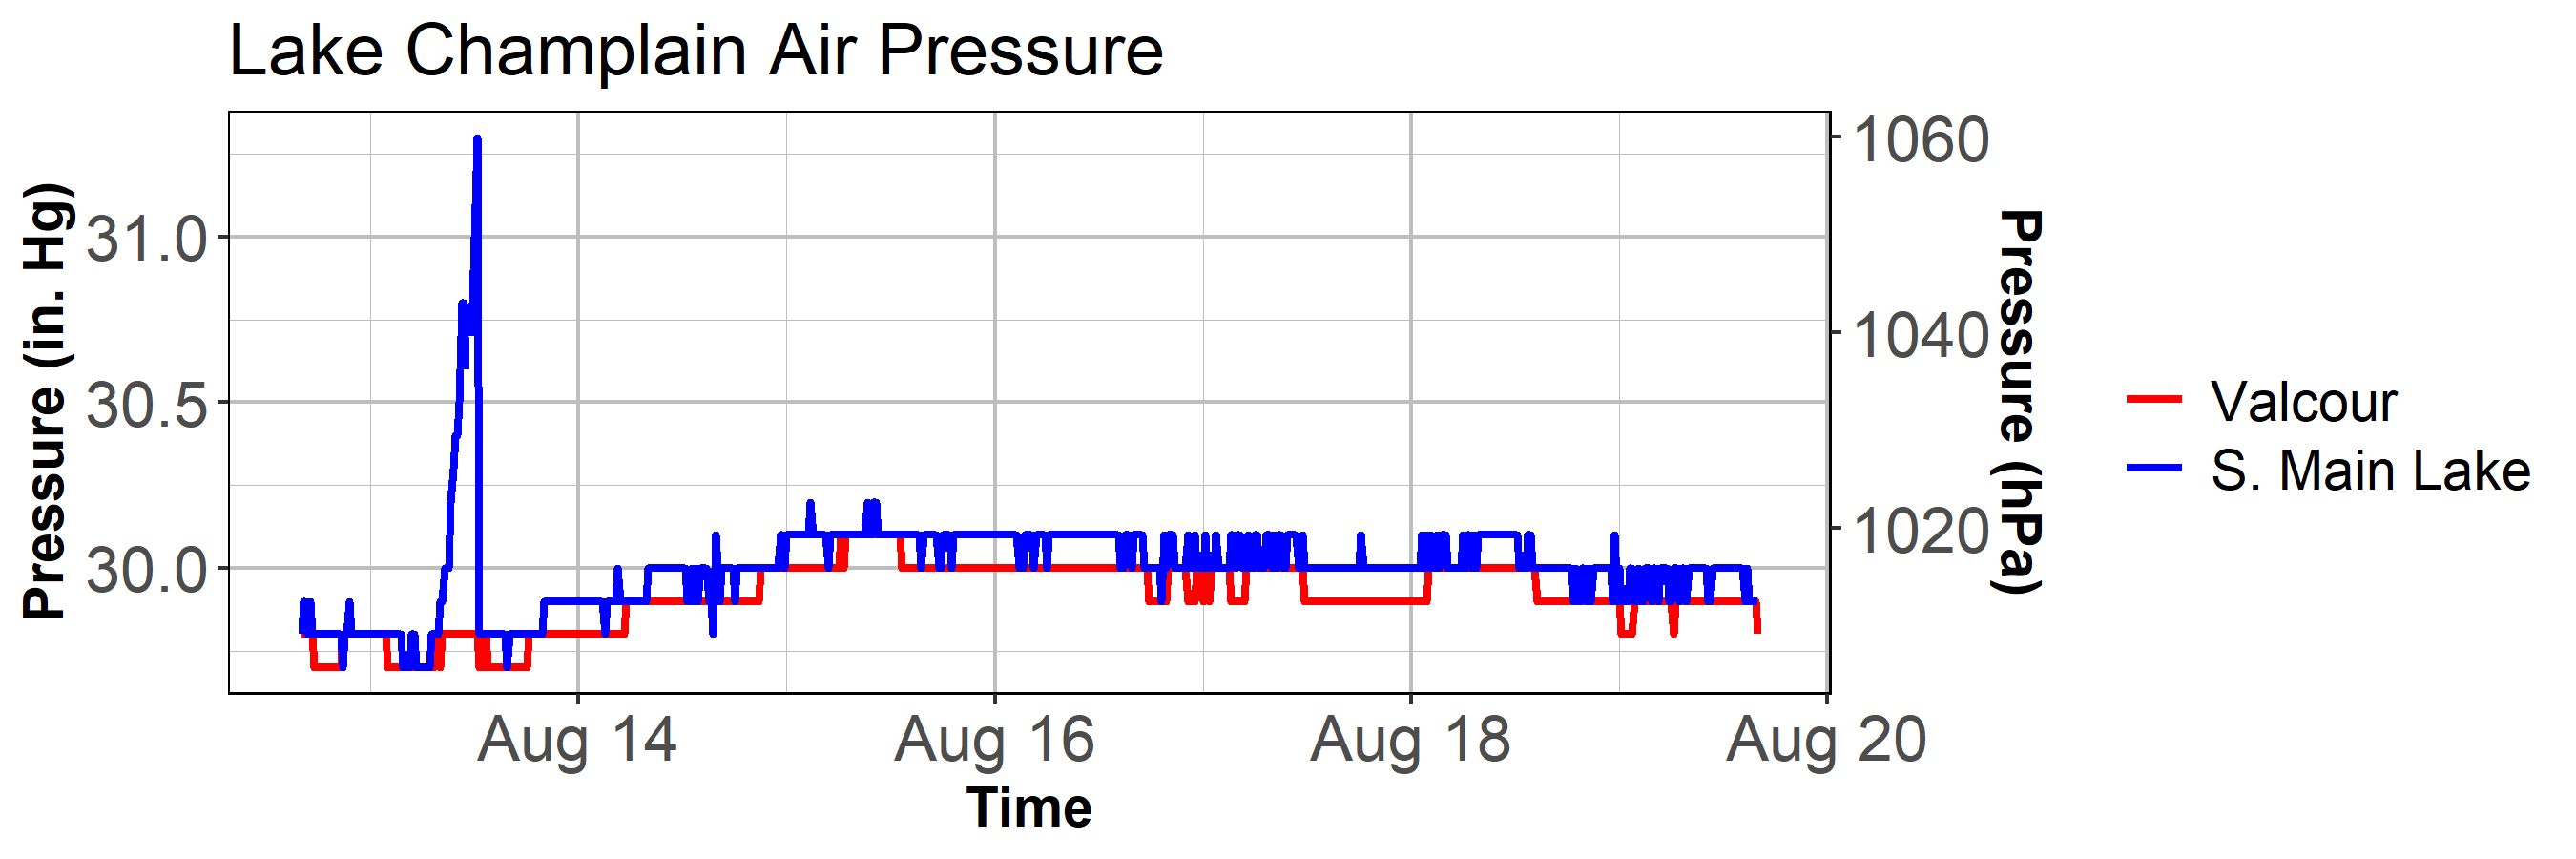 Lake Champlain Air Pressure
Pressure (in. Hg)
31.0
30.5
30.0
1060
1040
1020
Pressure (hPa)
Valcour
S. Main Lake
Aug 14
Aug 16
Aug 18
Aug 20
Time